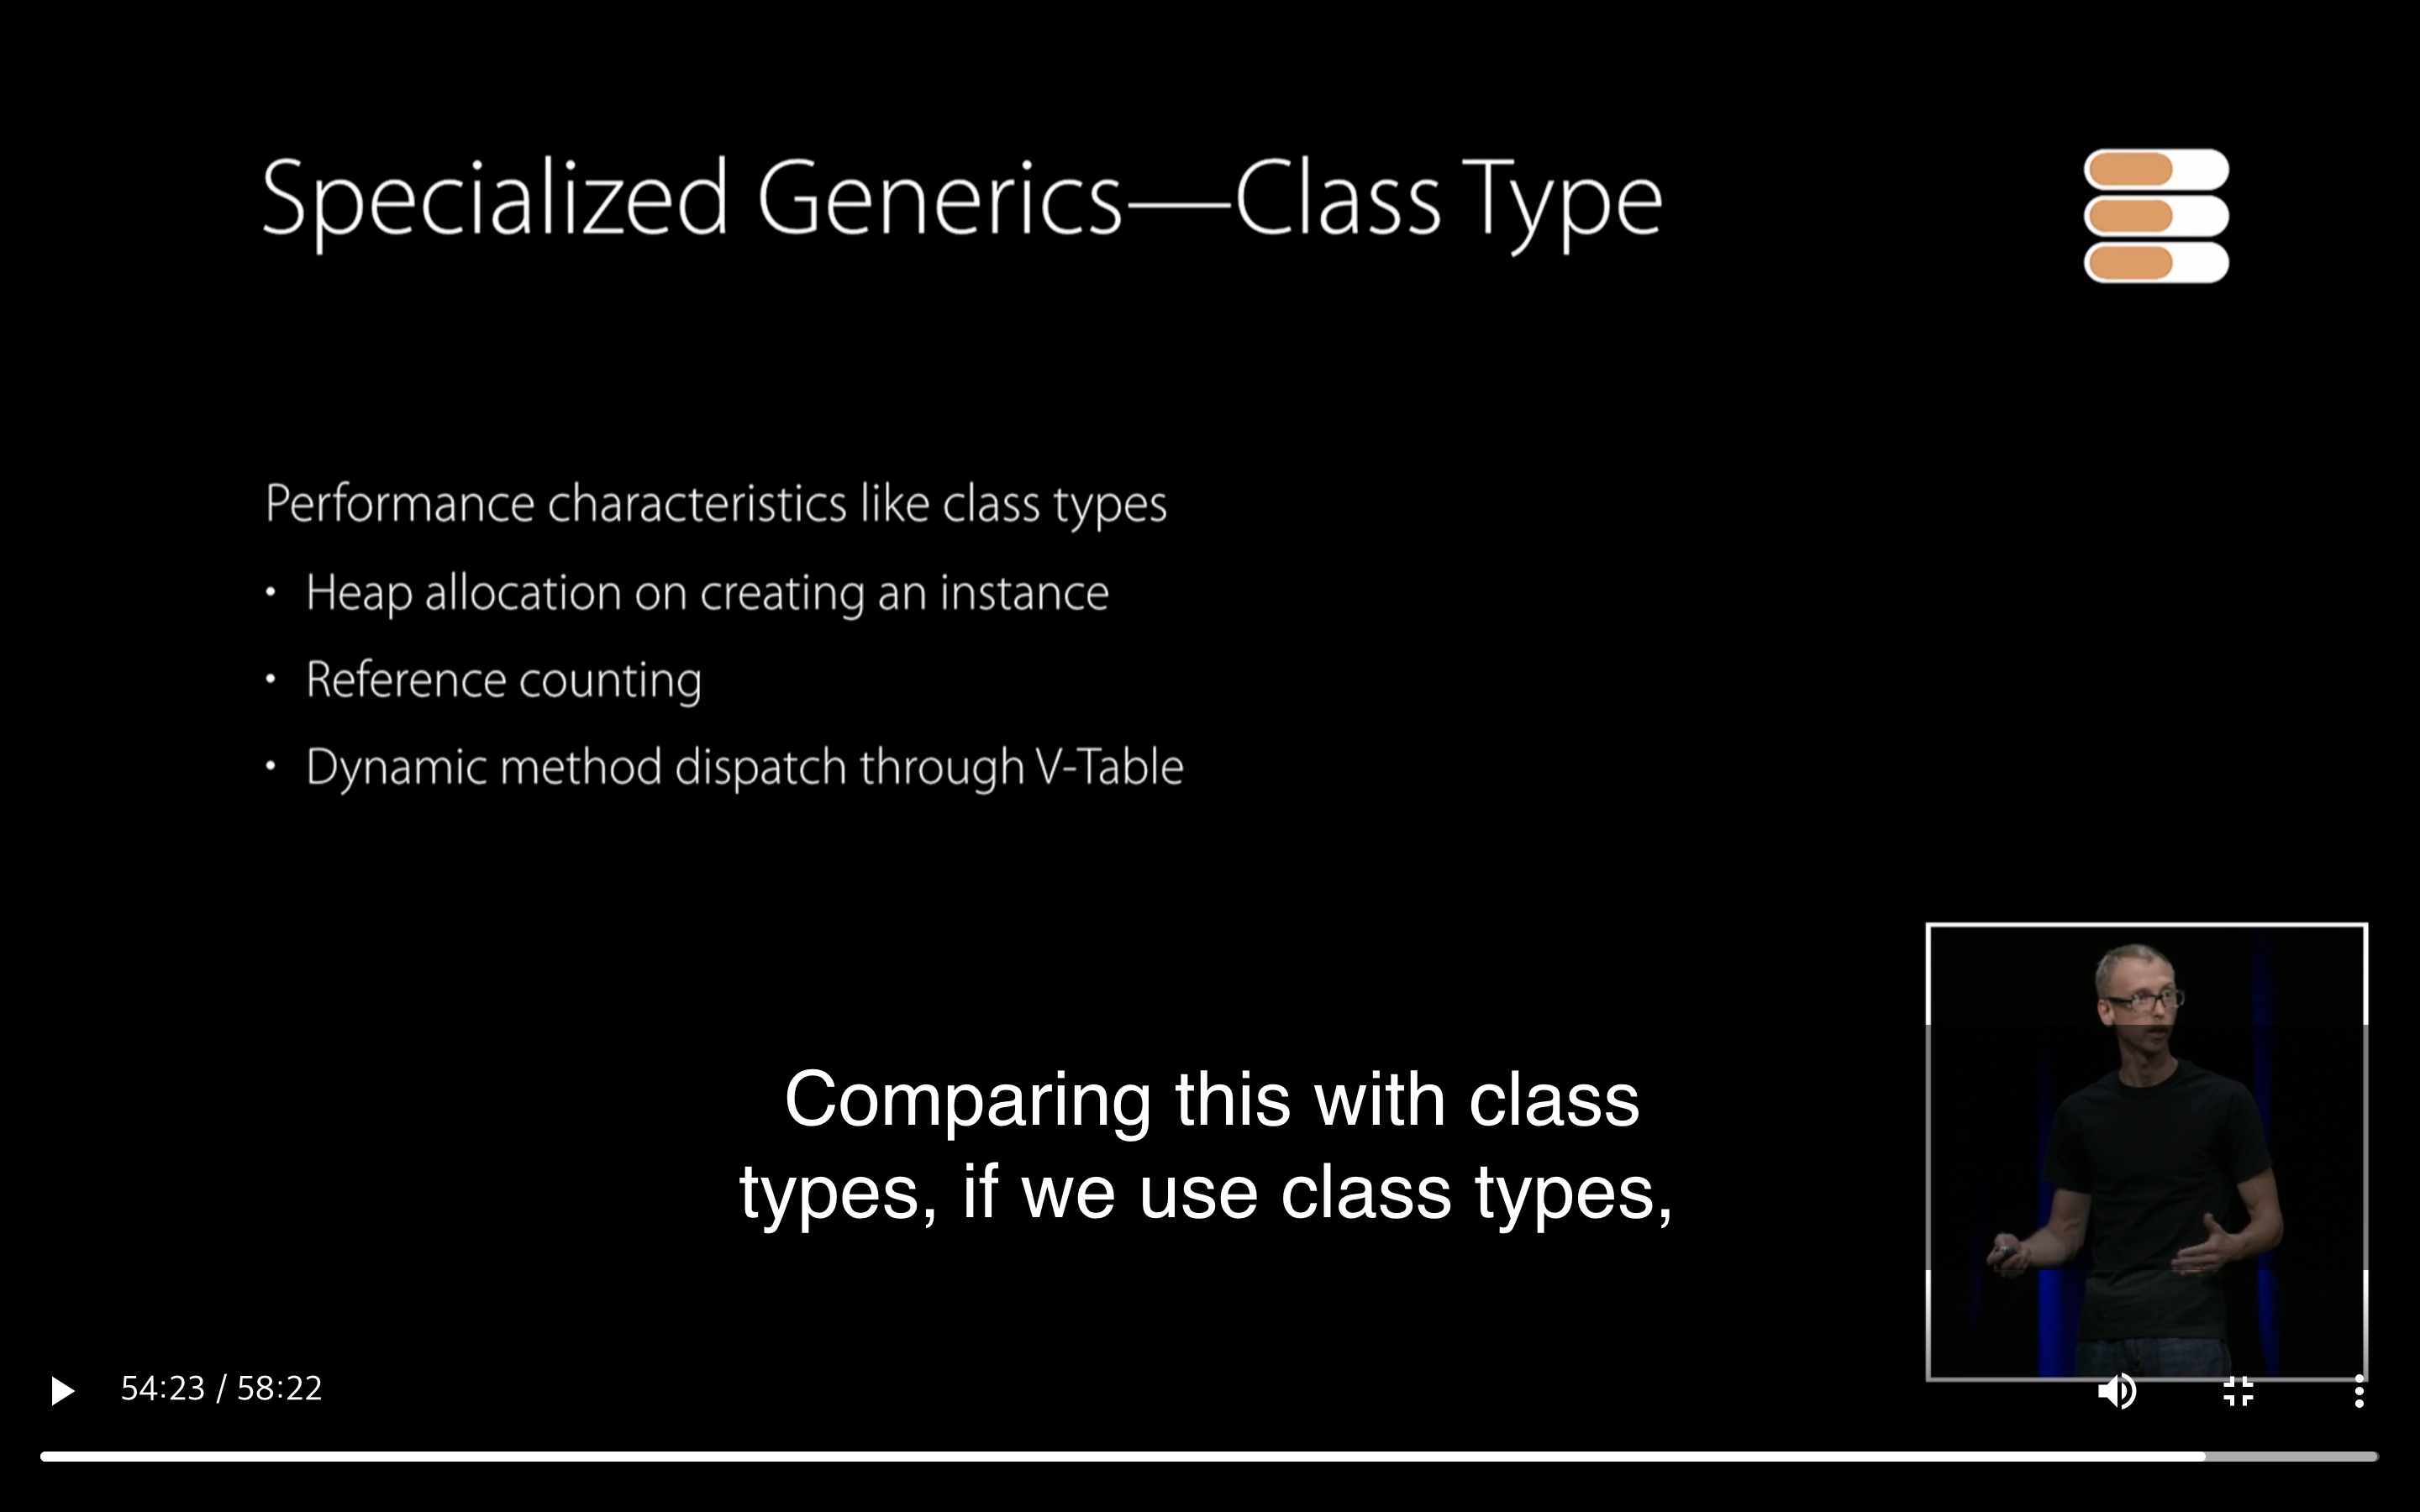 Specialized Generics—Class Type
Performance characteristics like class types
• Heap allocation on creating an instance
• Reference counting
• Dynamic method dispatch through V-Table
Comparing this with class
types, if we use class types,
54:23 / 58:22